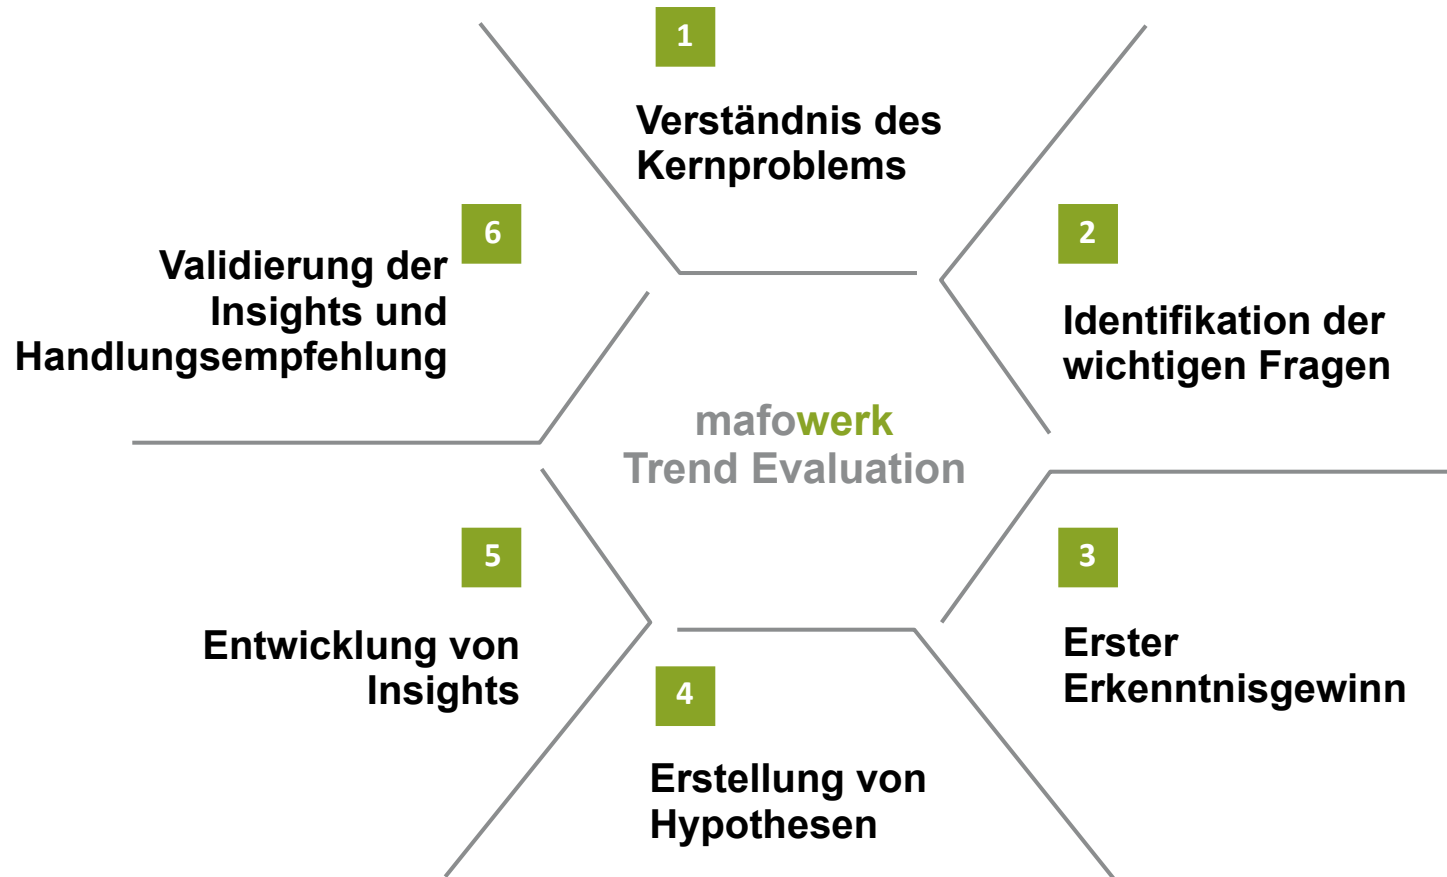 1
Verständnis des
Kernproblems
2
Identifikation der
wichtigen Fragen
3
Erster
Erkenntnisgewinn
4
Erstellung von
Hypothesen
5
Entwicklung von
Insights
6
Validierung der
Insights und
Handlungsempfehlung
mafowerk
Trend Evaluation